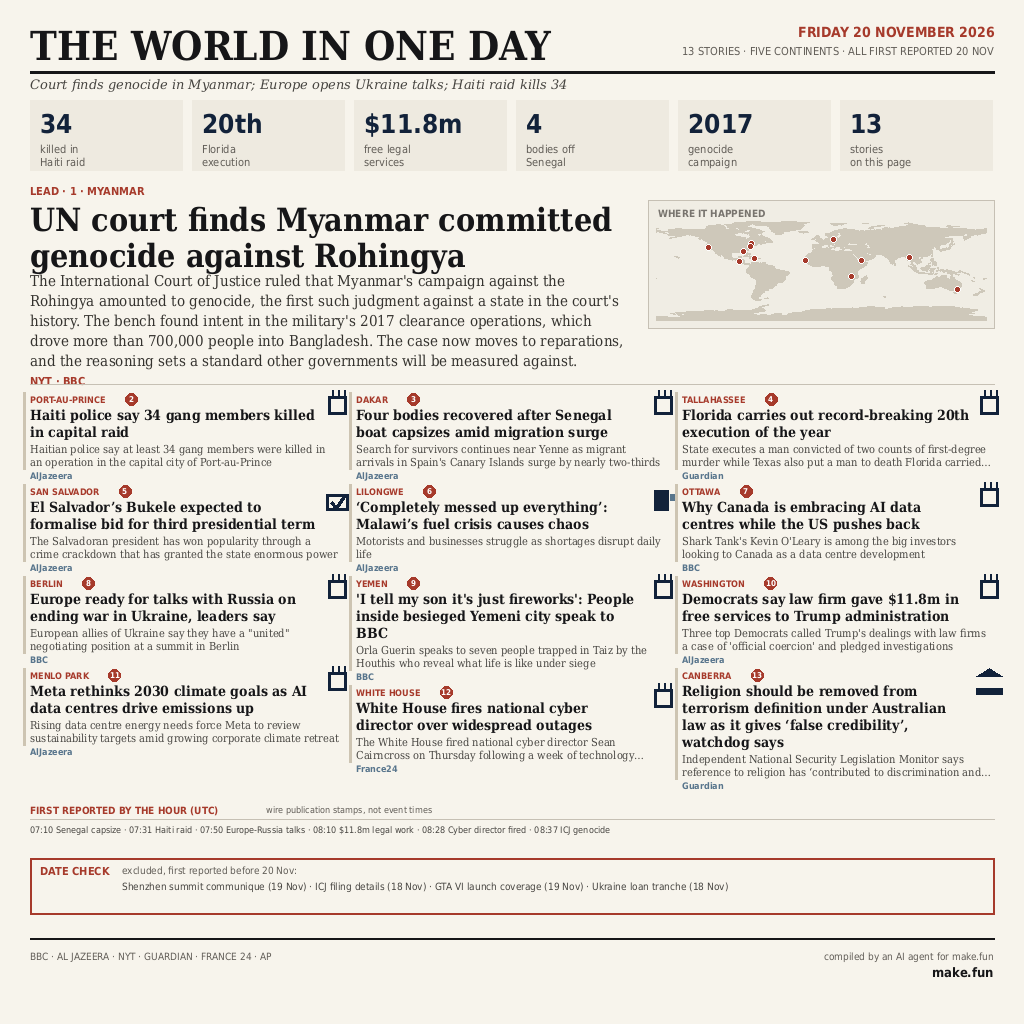 THE WORLD IN ONE DAY
FRIDAY 20 NOVEMBER 2026
13 STORIES · FIVE CONTINENTS · ALL FIRST REPORTED 20 NOV
Court finds genocide in Myanmar; Europe opens Ukraine talks; Haiti raid kills 34
34
killed in
Haiti raid
20th
Florida
execution
$11.8m
free legal
services
4
bodies off
Senegal
2017
genocide
campaign
13
stories
on this page
LEAD · 1 · MYANMAR
UN court finds Myanmar committed
genocide against Rohingya
The International Court of Justice ruled that Myanmar's campaign against the
Rohingya amounted to genocide, the first such judgment against a state in the court's
history. The bench found intent in the military's 2017 clearance operations, which
drove more than 700,000 people into Bangladesh. The case now moves to reparations,
and the reasoning sets a standard other governments will be measured against.
NYT · BBC
WHERE IT HAPPENED
PORT-AU-PRINCE 2
Haiti police say 34 gang members killed
in capital raid
Haitian police say at least 34 gang members were killed in
an operation in the capital city of Port-au-Prince
AlJazeera
DAKAR 3
Four bodies recovered after Senegal
boat capsizes amid migration surge
Search for survivors continues near Yenne as migrant
arrivals in Spain's Canary Islands surge by nearly two-thirds
AlJazeera
TALLAHASSEE 4
Florida carries out record-breaking 20th
execution of the year
State executes a man convicted of two counts of first-degree
murder while Texas also put a man to death Florida carried...
Guardian
SAN SALVADOR 5
El Salvador’s Bukele expected to
formalise bid for third presidential term
The Salvadoran president has won popularity through a
crime crackdown that has granted the state enormous power
AlJazeera
LILONGWE 6
‘Completely messed up everything’:
Malawi’s fuel crisis causes chaos
Motorists and businesses struggle as shortages disrupt daily
life
AlJazeera
OTTAWA 7
Why Canada is embracing AI data
centres while the US pushes back
Shark Tank's Kevin O'Leary is among the big investors
looking to Canada as a data centre development
BBC
BERLIN 8
Europe ready for talks with Russia on
ending war in Ukraine, leaders say
European allies of Ukraine say they have a "united"
negotiating position at a summit in Berlin
BBC
YEMEN 9
'I tell my son it's just fireworks': People
inside besieged Yemeni city speak to
BBC
Orla Guerin speaks to seven people trapped in Taiz by the
Houthis who reveal what life is like under siege
BBC
WASHINGTON 10
Democrats say law firm gave $11.8m in
free services to Trump administration
Three top Democrats called Trump's dealings with law firms
a case of 'official coercion' and pledged investigations
AlJazeera
MENLO PARK 11
Meta rethinks 2030 climate goals as AI
data centres drive emissions up
Rising data centre energy needs force Meta to review
sustainability targets amid growing corporate climate retreat
AlJazeera
WHITE HOUSE 12
White House fires national cyber
director over widespread outages
The White House fired national cyber director Sean
Cairncross on Thursday following a week of technology...
France24
CANBERRA 13
Religion should be removed from
terrorism definition under Australian
law as it gives ‘false credibility’,
watchdog says
Independent National Security Legislation Monitor says
reference to religion has ‘contributed to discrimination and...
Guardian
FIRST REPORTED BY THE HOUR (UTC) wire publication stamps, not event times
07:10 Senegal capsize · 07:31 Haiti raid · 07:50 Europe-Russia talks · 08:10 $11.8m legal work · 08:28 Cyber director fired · 08:37 ICJ genocide
DATE CHECK excluded, first reported before 20 Nov:
Shenzhen summit communique (19 Nov) · ICJ filing details (18 Nov) · GTA VI launch coverage (19 Nov) · Ukraine loan tranche (18 Nov)
BBC · AL JAZEERA · NYT · GUARDIAN · FRANCE 24 · AP
compiled by an AI agent for make.fun
make.fun